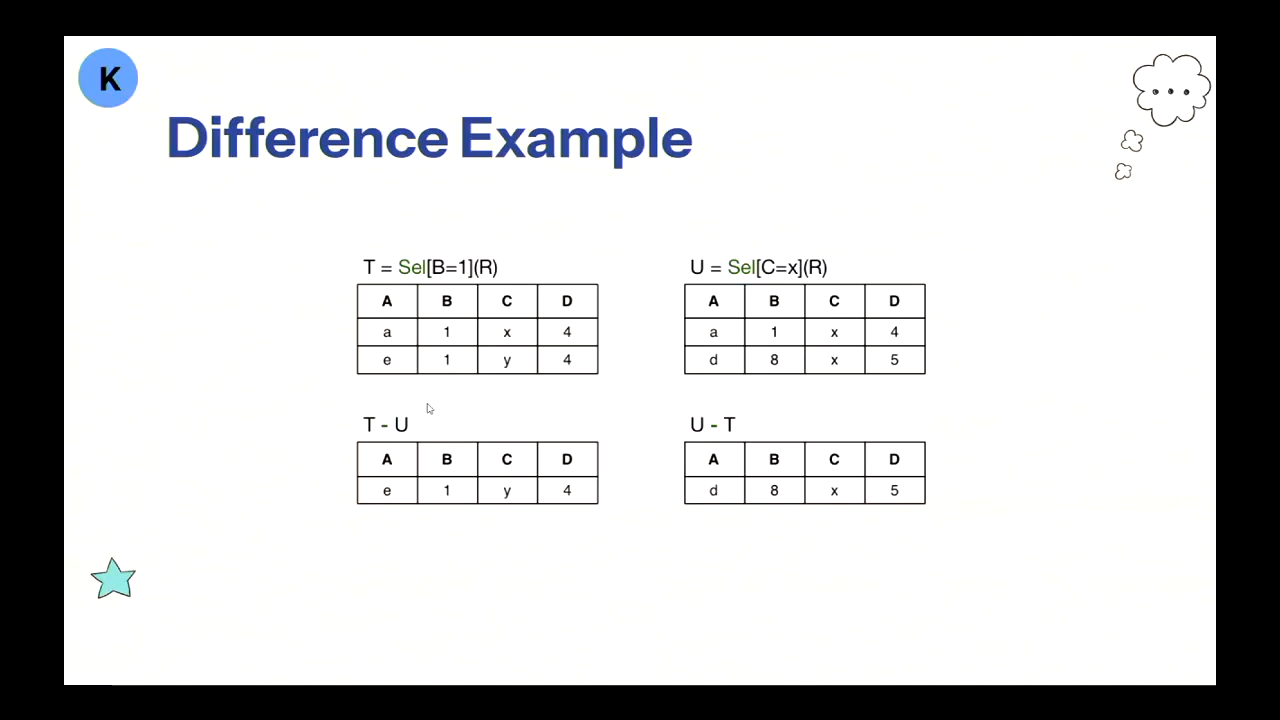 K
Difference Example
T = Sel[B=1](R)
A B C D
a 1 x 4
e 1 y 4
U = Sel[C=x](R)
A B C D
a 1 x 4
d 8 x 5
T - U
A B C D
e 1 y 4
U - T
A B C D
d 8 x 5